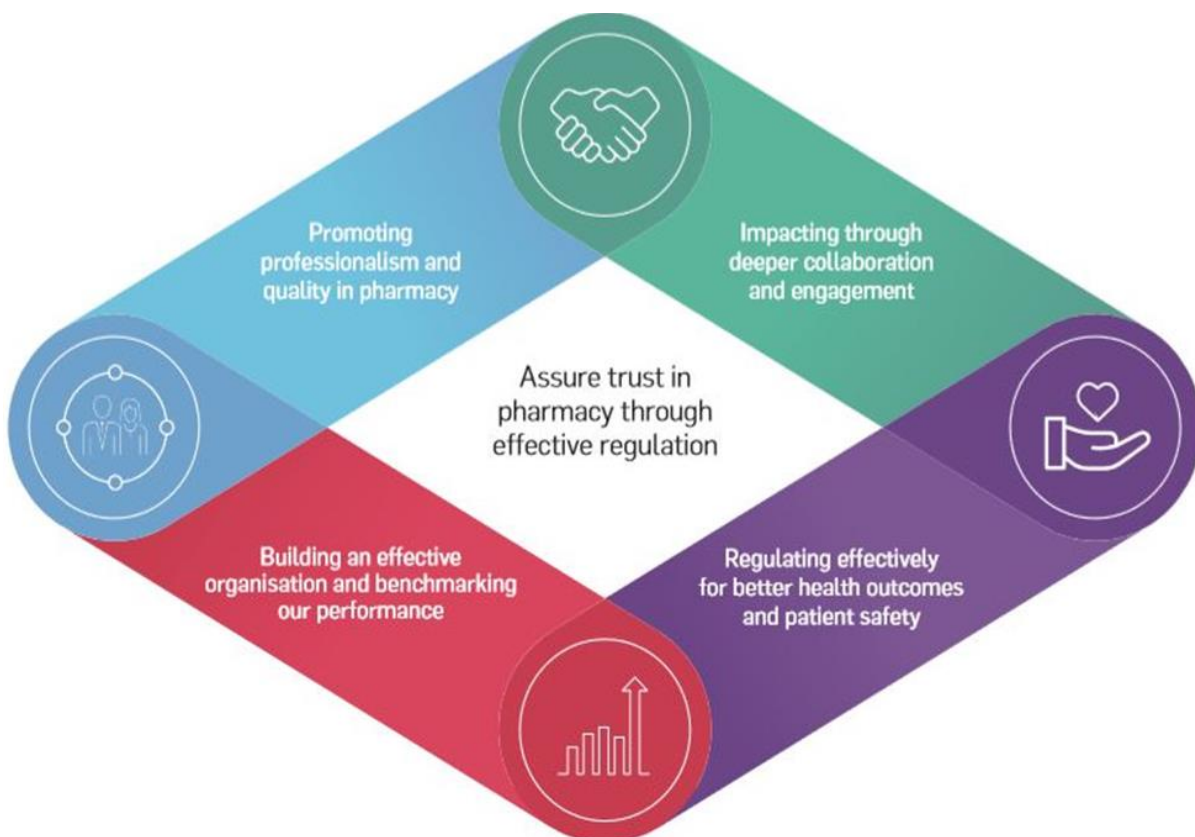 Promoting
professionalism and
quality in pharmacy
Impacting through
deeper collaboration
and engagement
Assure trust in
pharmacy through
effective regulation
Building an effective
organisation and benchmarking
our performance
Regulating effectively
for better health outcomes
and patient safety